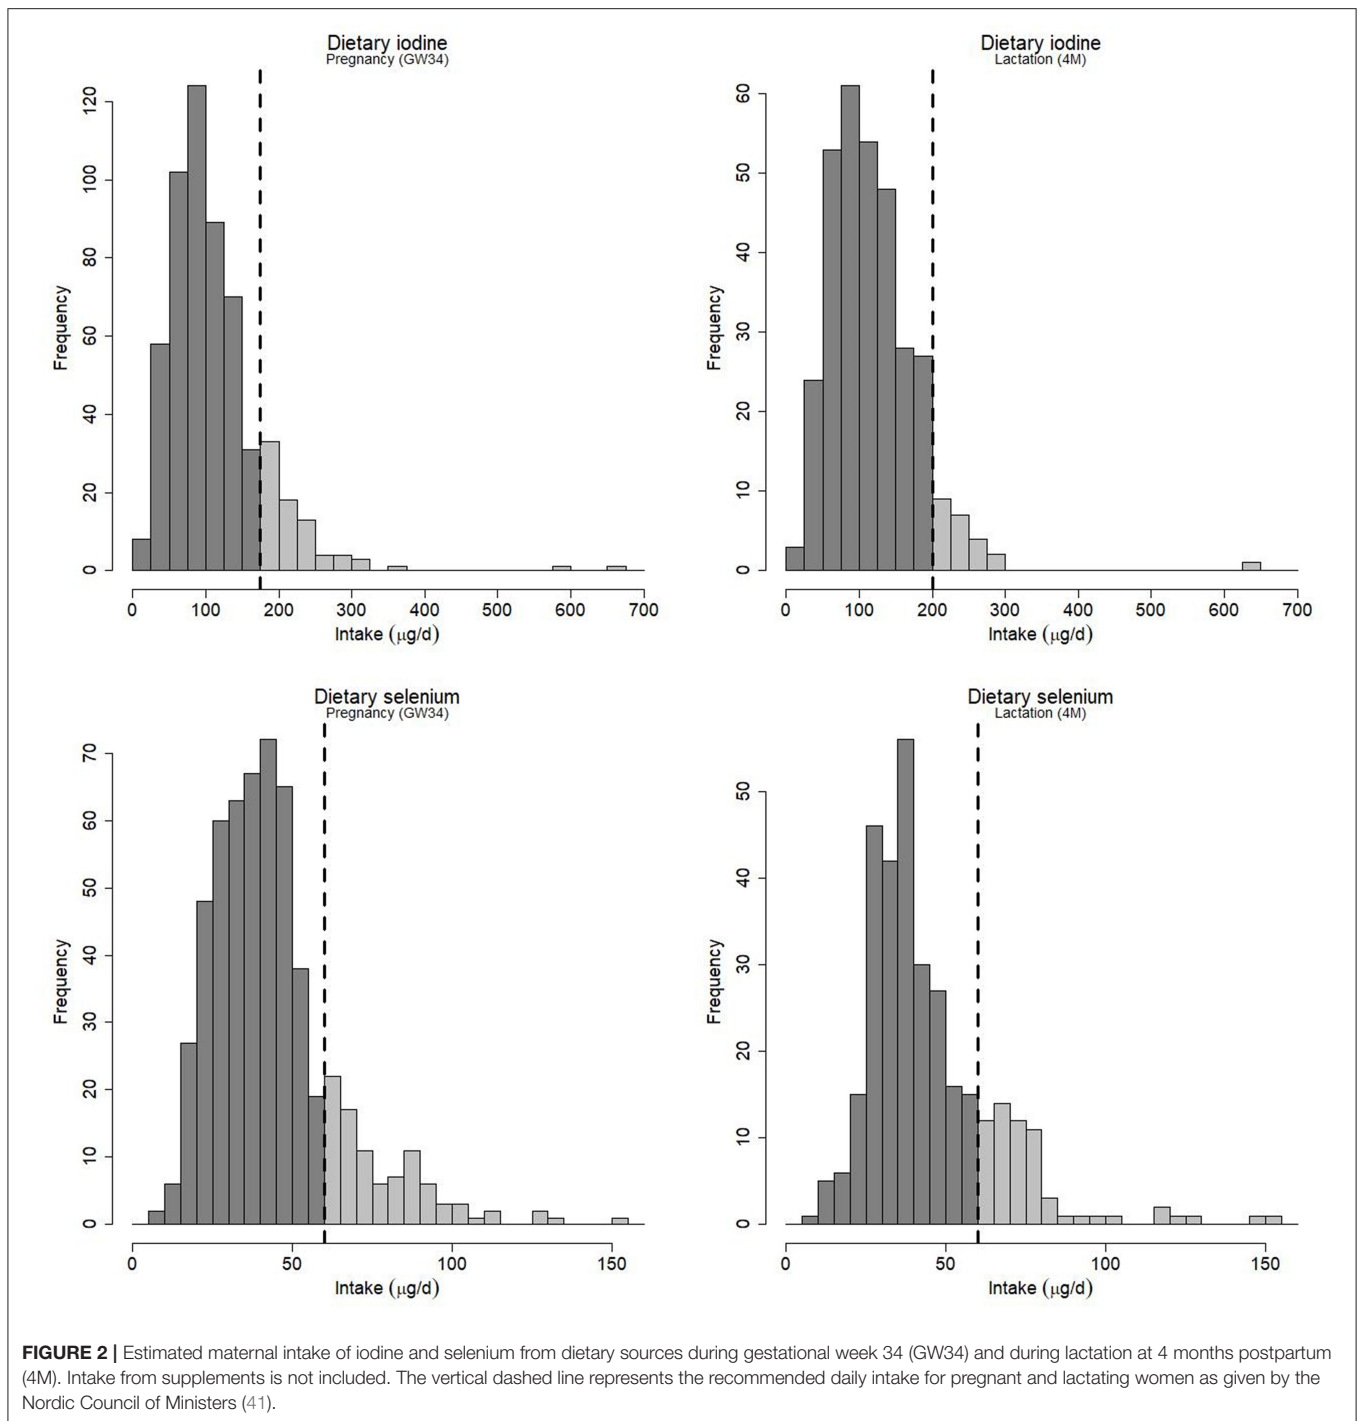 Dietary iodine
Pregnancy (GW34)
Frequency
0
20
40
60
80
100
120
0 100 200 300 400 500 600 700
Intake (μg/d)
Dietary iodine
Lactation (4M)
Frequency
0
10
20
30
40
50
60
0 100 200 300 400 500 600 700
Intake (μg/d)
Dietary selenium
Pregnancy (GW34)
Frequency
0
10
20
30
40
50
60
70
0 50 100 150
Intake (μg/d)
Dietary selenium
Lactation (4M)
Frequency
0
10
20
30
40
50
0 50 100 150
Intake (μg/d)
FIGURE 2 | Estimated maternal intake of iodine and selenium from dietary sources during gestational week 34 (GW34) and during lactation at 4 months postpartum
(4M). Intake from supplements is not included. The vertical dashed line represents the recommended daily intake for pregnant and lactating women as given by the
Nordic Council of Ministers (41).